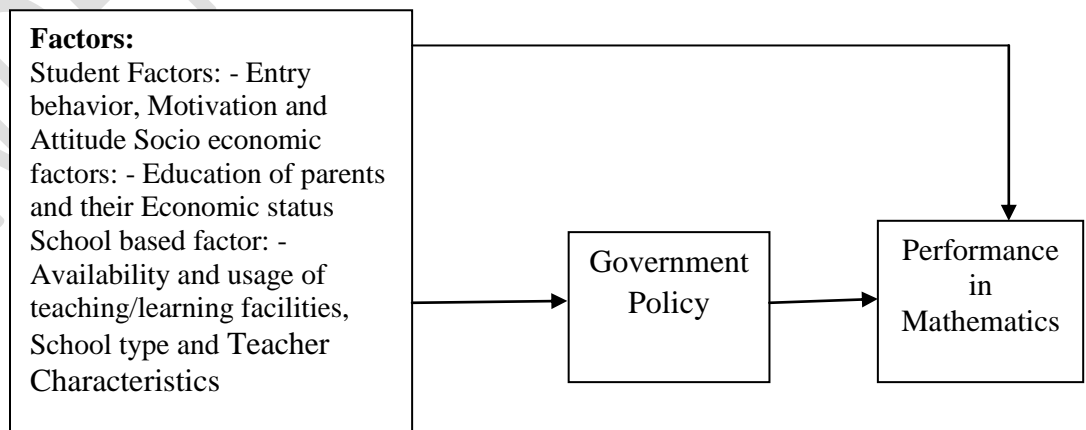 Factors:
Student Factors: - Entry
behavior, Motivation and
Attitude Socio economic
factors: - Education of parents
and their Economic status
School based factor: -
Availability and usage of
teaching/learning facilities,
School type and Teacher
Characteristics
Government
Policy
Performance
in
Mathematics